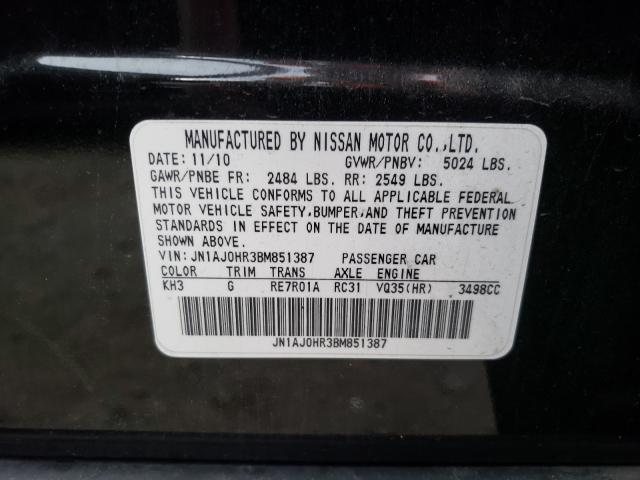 MANUFACTURED BY NISSAN MOTOR CO.,LTD.
DATE: 11/10 GVWR/PNBV: 5024 LBS.
GAWR/PNBE FR: 2484 LBS. RR: 2549 LBS.
THIS VEHICLE CONFORMS TO ALL APPLICABLE FEDERAL
MOTOR VEHICLE SAFETY,BUMPER,AND THEFT PREVENTION
STANDARDS IN EFFECT ON THE DATE OF MANUFACTURE
SHOWN ABOVE.
VIN: JN1AJ0HR3BM851387 PASSENGER CAR
COLOR TRIM TRANS AXLE ENGINE
KH3 G RE7R01A RC31 VQ35(HR) 3498CC
JN1AJ0HR3BM851387